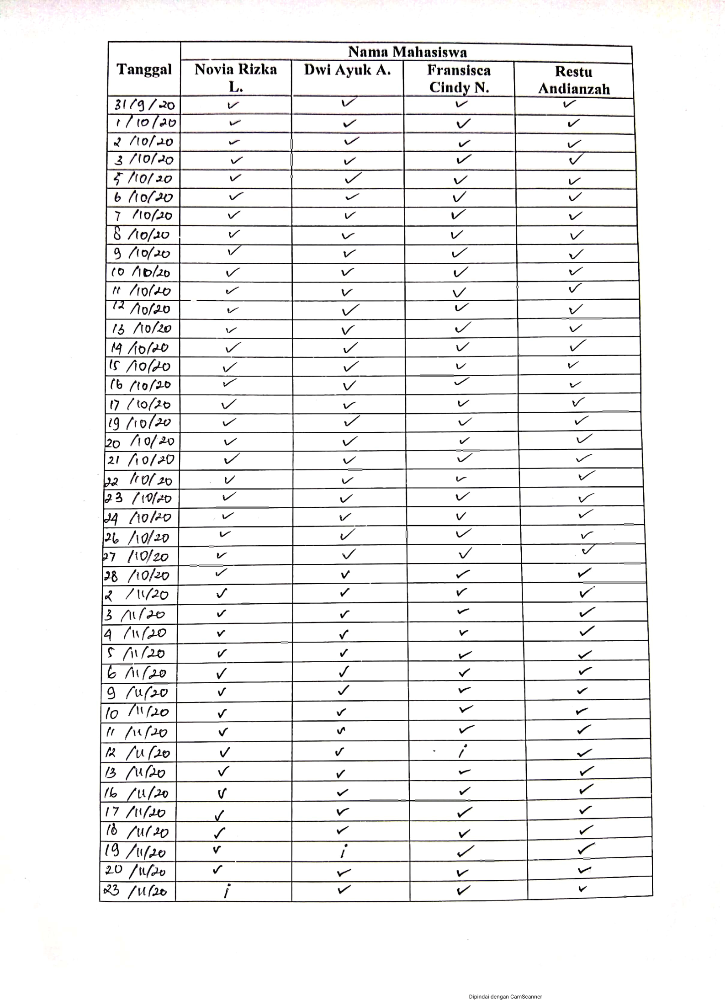 Nama Mahasiswa
Tanggal Novia Rizka L. Dwi Ayuk A. Fransisca Cindy N. Restu Andianzah
31/9/20 ✓ ✓ ✓ ✓
1/10/20 ✓ ✓ ✓ ✓
2/10/20 ✓ ✓ ✓ ✓
3/10/20 ✓ ✓ ✓ ✓
5/10/20 ✓ ✓ ✓ ✓
6/10/20 ✓ ✓ ✓ ✓
7/10/20 ✓ ✓ ✓ ✓
8/10/20 ✓ ✓ ✓ ✓
9/10/20 ✓ ✓ ✓ ✓
10/10/20 ✓ ✓ ✓ ✓
11/10/20 ✓ ✓ ✓ ✓
12/10/20 ✓ ✓ ✓ ✓
13/10/20 ✓ ✓ ✓ ✓
14/10/20 ✓ ✓ ✓ ✓
15/10/20 ✓ ✓ ✓ ✓
16/10/20 ✓ ✓ ✓ ✓
17/10/20 ✓ ✓ ✓ ✓
19/10/20 ✓ ✓ ✓ ✓
20/10/20 ✓ ✓ ✓ ✓
21/10/20 ✓ ✓ ✓ ✓
22/10/20 ✓ ✓ ✓ ✓
23/10/20 ✓ ✓ ✓ ✓
24/10/20 ✓ ✓ ✓ ✓
26/10/20 ✓ ✓ ✓ ✓
27/10/20 ✓ ✓ ✓ ✓
28/10/20 ✓ ✓ ✓ ✓
2/11/20 ✓ ✓ ✓ ✓
3/11/20 ✓ ✓ ✓ ✓
4/11/20 ✓ ✓ ✓ ✓
5/11/20 ✓ ✓ ✓ ✓
6/11/20 ✓ ✓ ✓ ✓
9/11/20 ✓ ✓ ✓ ✓
10/11/20 ✓ ✓ ✓ ✓
11/11/20 ✓ ✓ ✓ ✓
12/11/20 ✓ ✓ i ✓
13/11/20 ✓ ✓ ✓ ✓
16/11/20 ✓ ✓ ✓ ✓
17/11/20 ✓ ✓ ✓ ✓
18/11/20 ✓ ✓ ✓ ✓
19/11/20 ✓ i ✓ ✓
20/11/20 ✓ ✓ ✓ ✓
23/11/20 i ✓ ✓ ✓
Dipindai dengan CamScanner